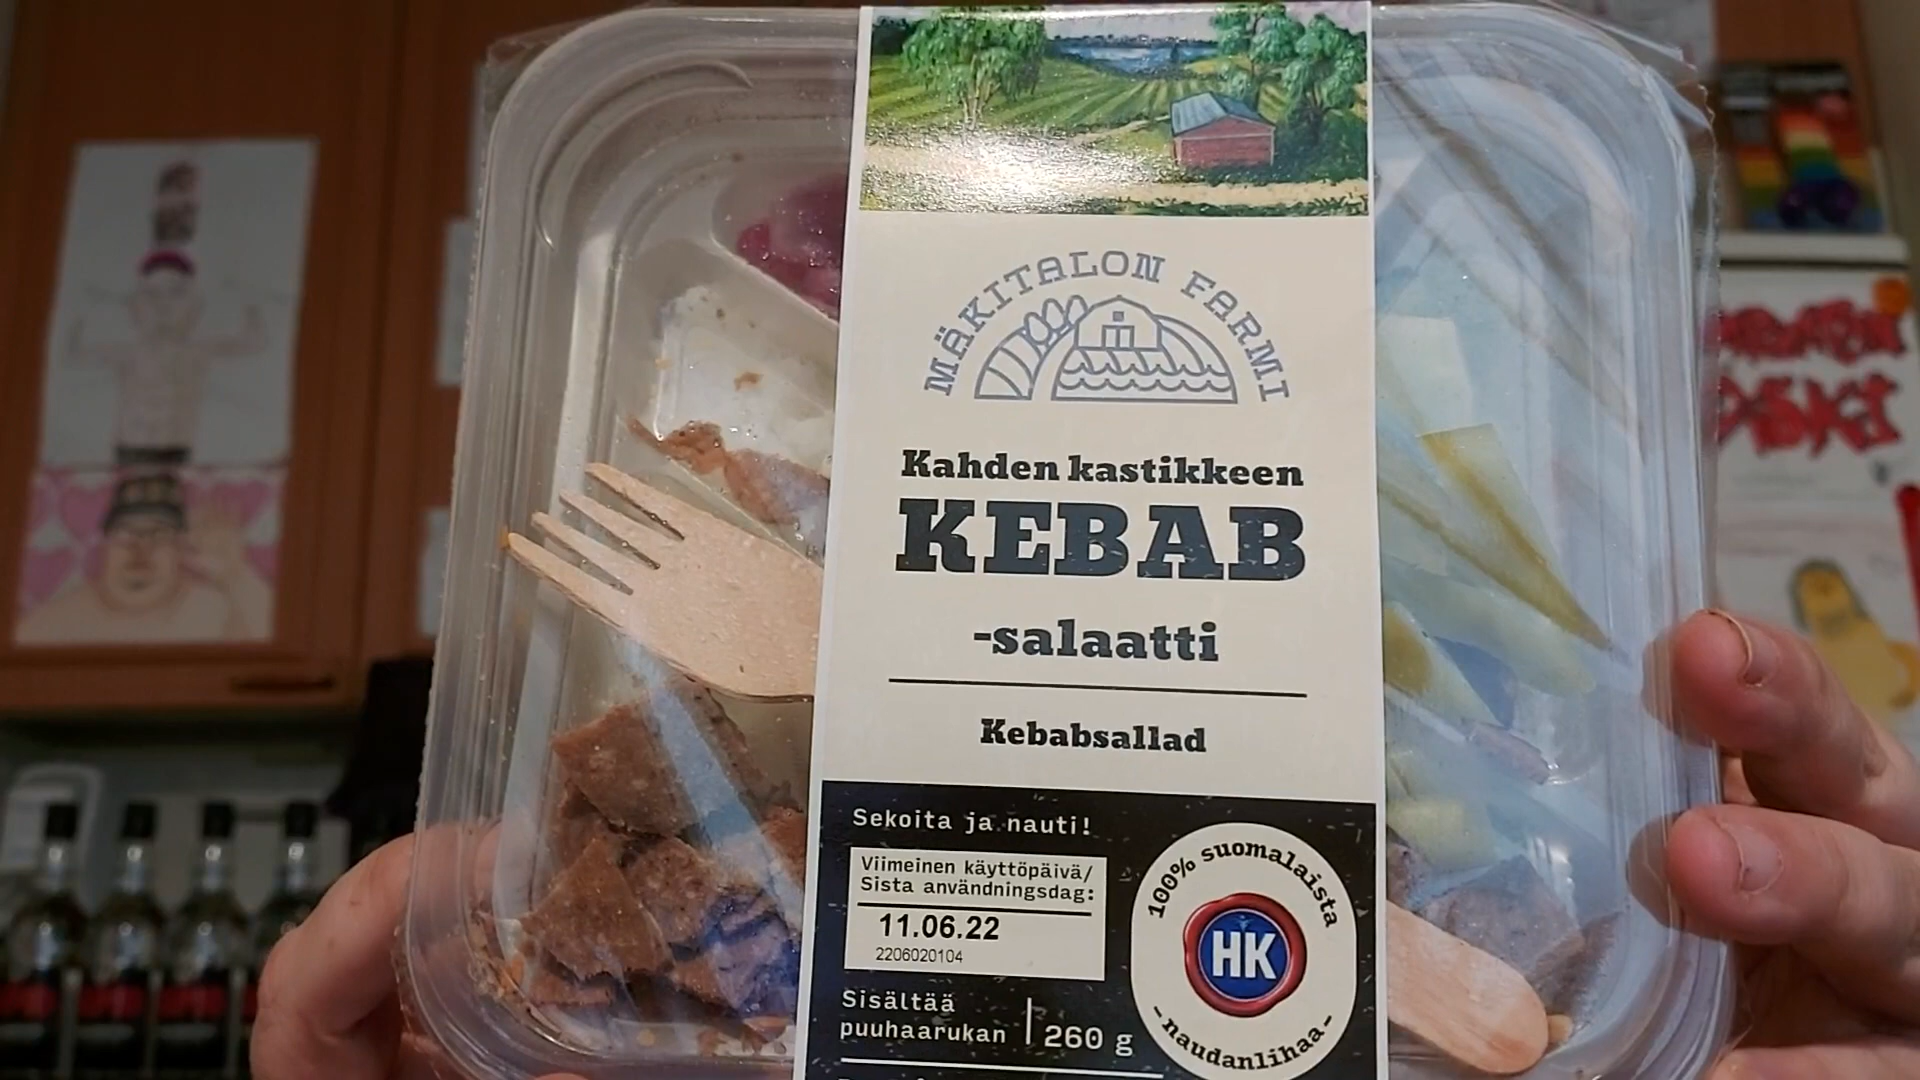 MÄKITALON FARMI
Kahden kastikkeen
KEBAB
-salaatti
Kebabsallad
Sekoita ja nauti!
Viimeinen käyttöpäivä/
Sista användningsdag:
11.06.22
2206020104
Sisältää
puuhaarukan
260 g
100% suomalaista
HK
-naudanlihaa-